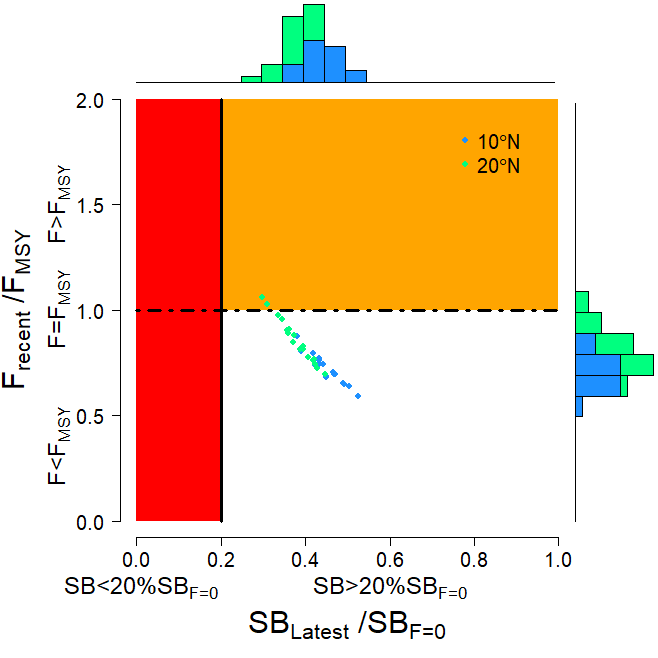 10°N
20°N
2.0
1.5
1.0
0.5
0.0
F>F_MSY
F=F_MSY
F<F_MSY
F_recent /F_MSY
0.0 0.2 0.4 0.6 0.8 1.0
SB<20%SB_F=0 SB>20%SB_F=0
SB_Latest /SB_F=0